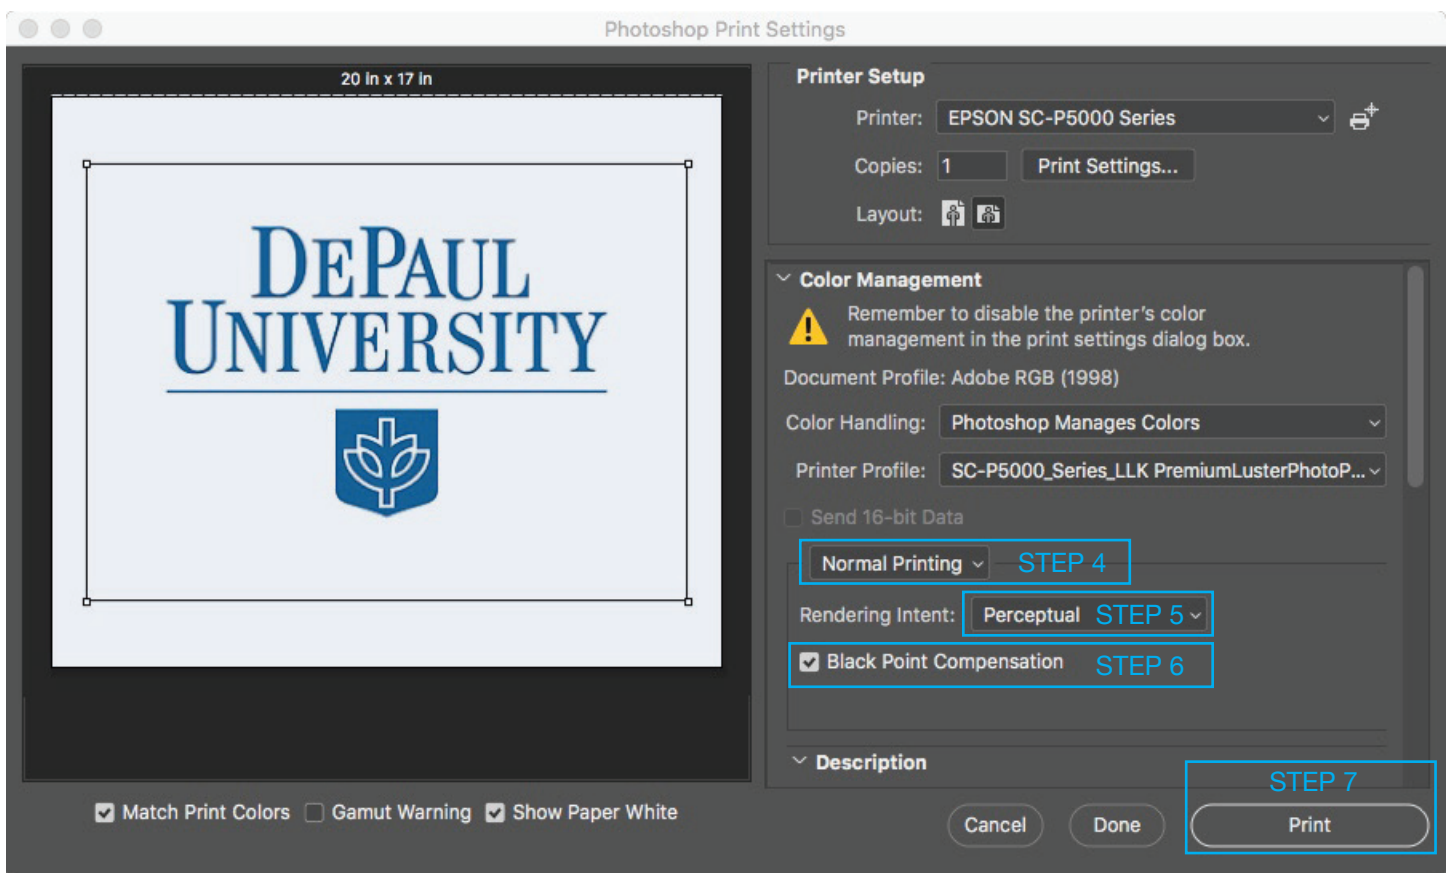 Photoshop Print Settings
20 in x 17 in
DEPAUL
UNIVERSITY
Printer Setup
Printer: EPSON SC-P5000 Series
Copies: 1 Print Settings...
Layout:
Color Management
Remember to disable the printer's color
management in the print settings dialog box.
Document Profile: Adobe RGB (1998)
Color Handling: Photoshop Manages Colors
Printer Profile: SC-P5000_Series_LLK PremiumLusterPhotoP...
Send 16-bit Data
Normal Printing STEP 4
Rendering Intent: Perceptual STEP 5
Black Point Compensation STEP 6
Description
STEP 7
Match Print Colors Gamut Warning Show Paper White
Cancel Done Print